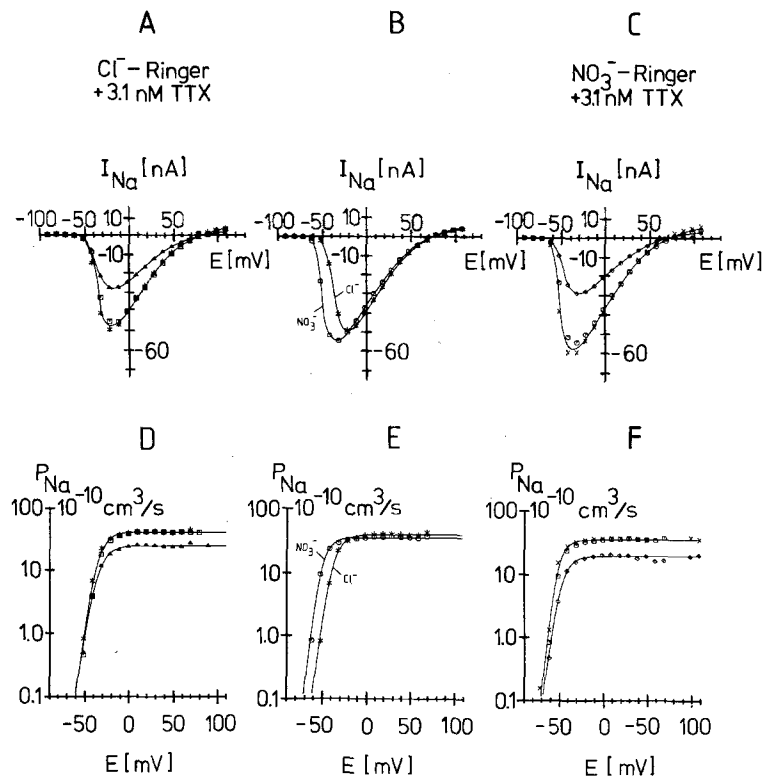 A
B
C
Cl⁻ – Ringer
+3.1 nM TTX
NO₃⁻ – Ringer
+3.1 nM TTX
I_Na [nA]
I_Na [nA]
I_Na [nA]
-100 -50 10 50
-100 -50 10 50
-100 -50 10 50
-10
-10
-10
E [mV]
E [mV]
E [mV]
Cl⁻
NO₃⁻
-60
-60
-60
D
E
F
P_Na
P_Na
P_Na
100 10⁻¹⁰ cm³/s
100 10⁻¹⁰ cm³/s
100 10⁻¹⁰ cm³/s
NO₃⁻
Cl⁻
10
10
10
1.0
1.0
1.0
0.1
0.1
0.1
-50 0 50 100
-50 0 50 100
-50 0 -50 100
E [mV]
E [mV]
E [mV]